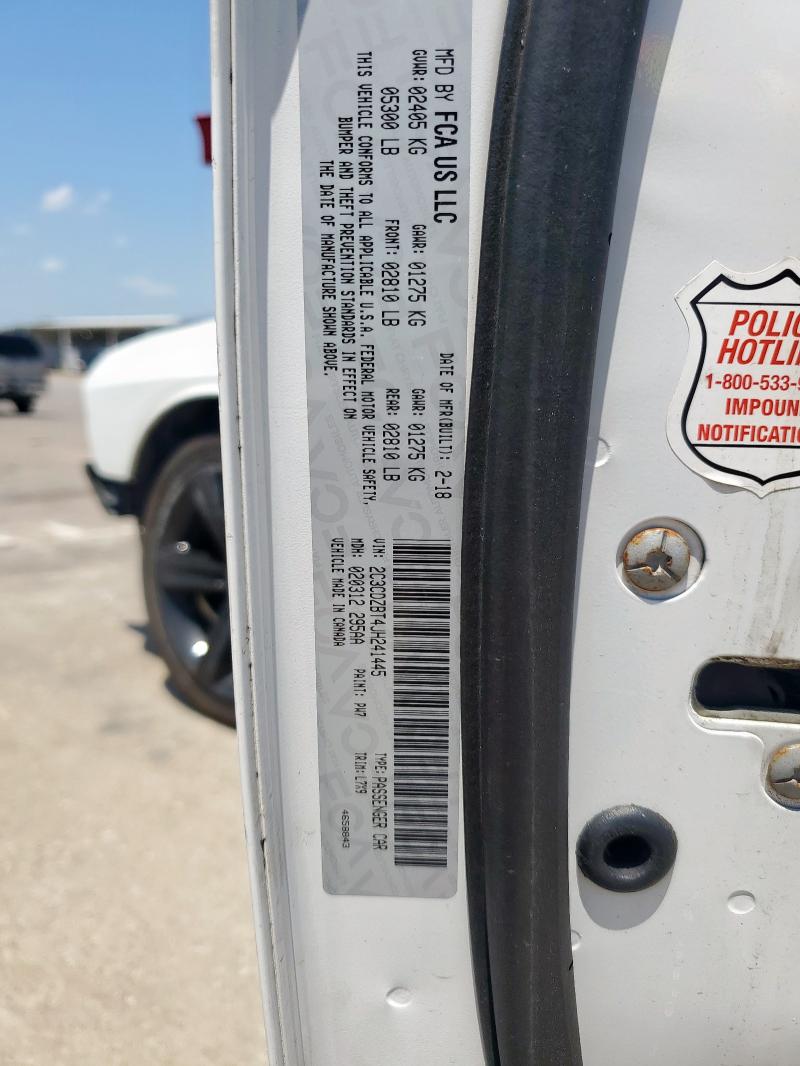 MFD BY FCA US LLC
DATE OF MFR(BUILT): 2-18
GVWR: 02405 KG
GAWR: 01275 KG
GAWR: 01275 KG
05300 LB
FRONT: 02810 LB
REAR: 02810 LB
THIS VEHICLE CONFORMS TO ALL APPLICABLE U.S.A. FEDERAL MOTOR VEHICLE SAFETY,
BUMPER AND THEFT PREVENTION STANDARDS IN EFFECT ON
THE DATE OF MANUFACTURE SHOWN ABOVE.
VIN: 2C3CDZBT4JH241445
TYPE: PASSENGER CAR
MDH: 020312 295AA
PAINT: PW7
TRIM: L7X9
VEHICLE MADE IN CANADA
4658843
HOTLIN
1-800-533-
IMPOUN
NOTIFICATIO